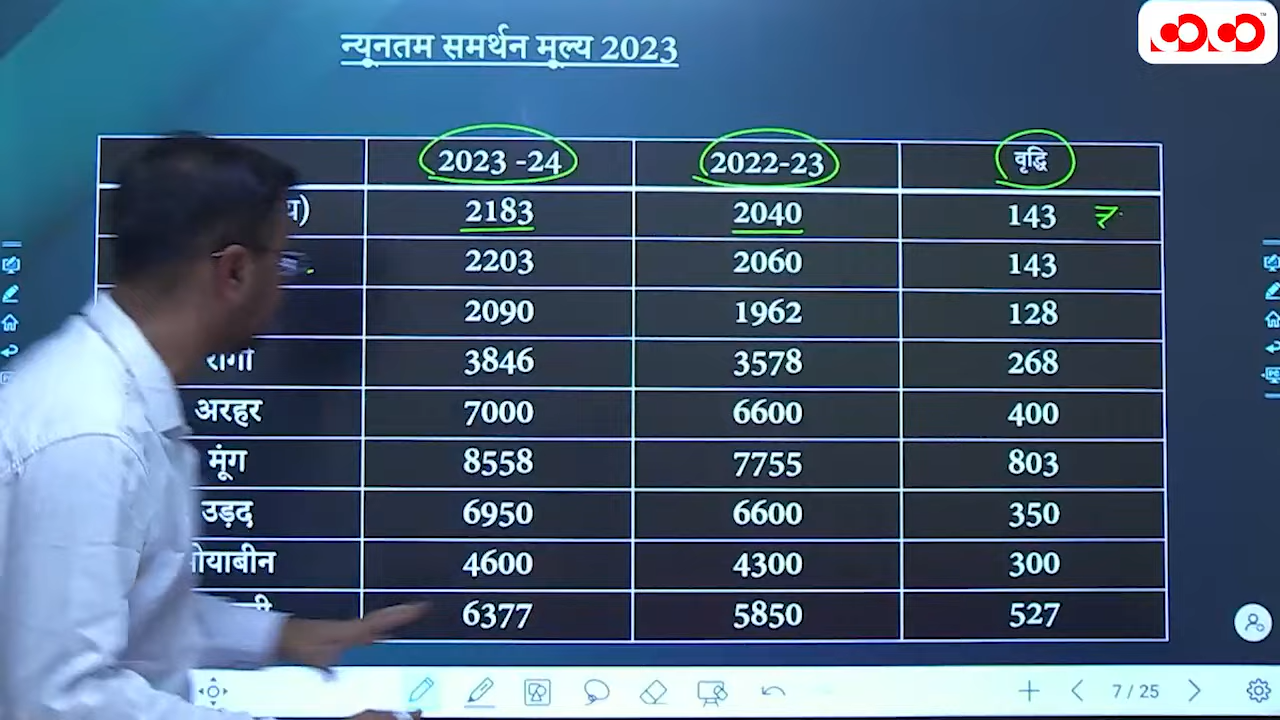 न्यूनतम समर्थन मूल्य 2023
2023 -24 2022-23 वृद्धि
2183 2040 143 ₹
2203 2060 143
2090 1962 128
रागी 3846 3578 268
अरहर 7000 6600 400
मूंग 8558 7755 803
उड़द 6950 6600 350
4600 4300 300
6377 5850 527
7 / 25